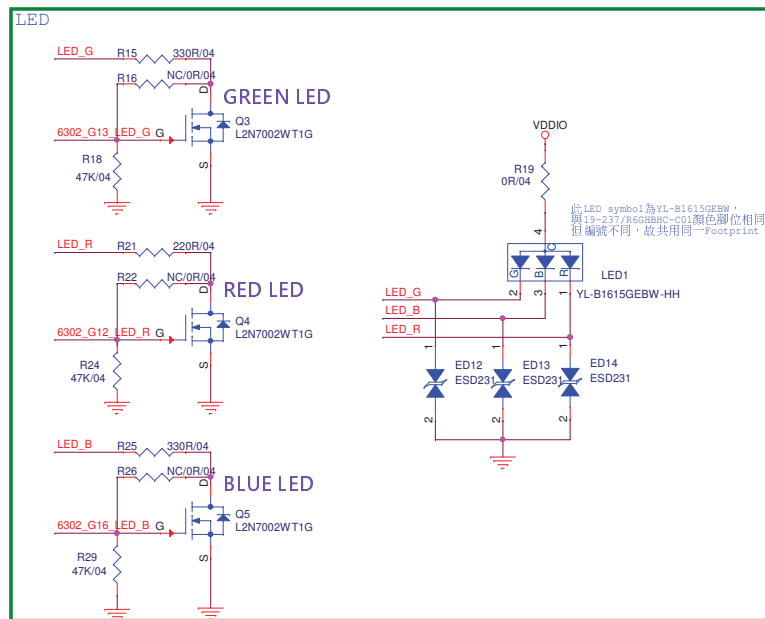 LED
LED_G
R15
330R/04
R16
NC/0R/04
D
GREEN LED
Q3
L2N7002WT1G
6302_G13_LED_G
G
R18
47K/04
S
LED_R
R21
220R/04
R22
NC/0R/04
D
RED LED
Q4
L2N7002WT1G
6302_G12_LED_R
G
R24
47K/04
S
LED_B
R25
330R/04
R26
NC/0R/04
D
BLUE LED
Q5
L2N7002WT1G
6302_G16_LED_B
G
R29
47K/04
S
VDDIO
R19
0R/04
此LED symbol為YL-B1615GEBW，
與19-237/R6GHBHC-C01顏色腳位相同
但編號不同，故共用同一Footprint
4
C
G
B
R
LED1
2
3
1
YL-B1615GEBW-HH
LED_G
LED_B
LED_R
1
1
1
ED12
ESD231
ED13
ESD231
ED14
ESD231
2
2
2